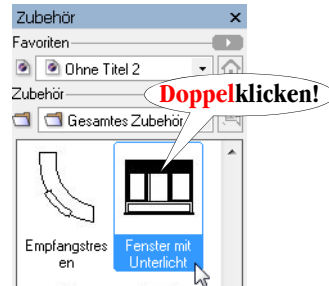 Zubehör
Favoriten
Ohne Titel 2
Zubehör
Doppelklicken!
Gesamtes Zubehör
Empfangstres
en
Fenster mit
Unterlicht